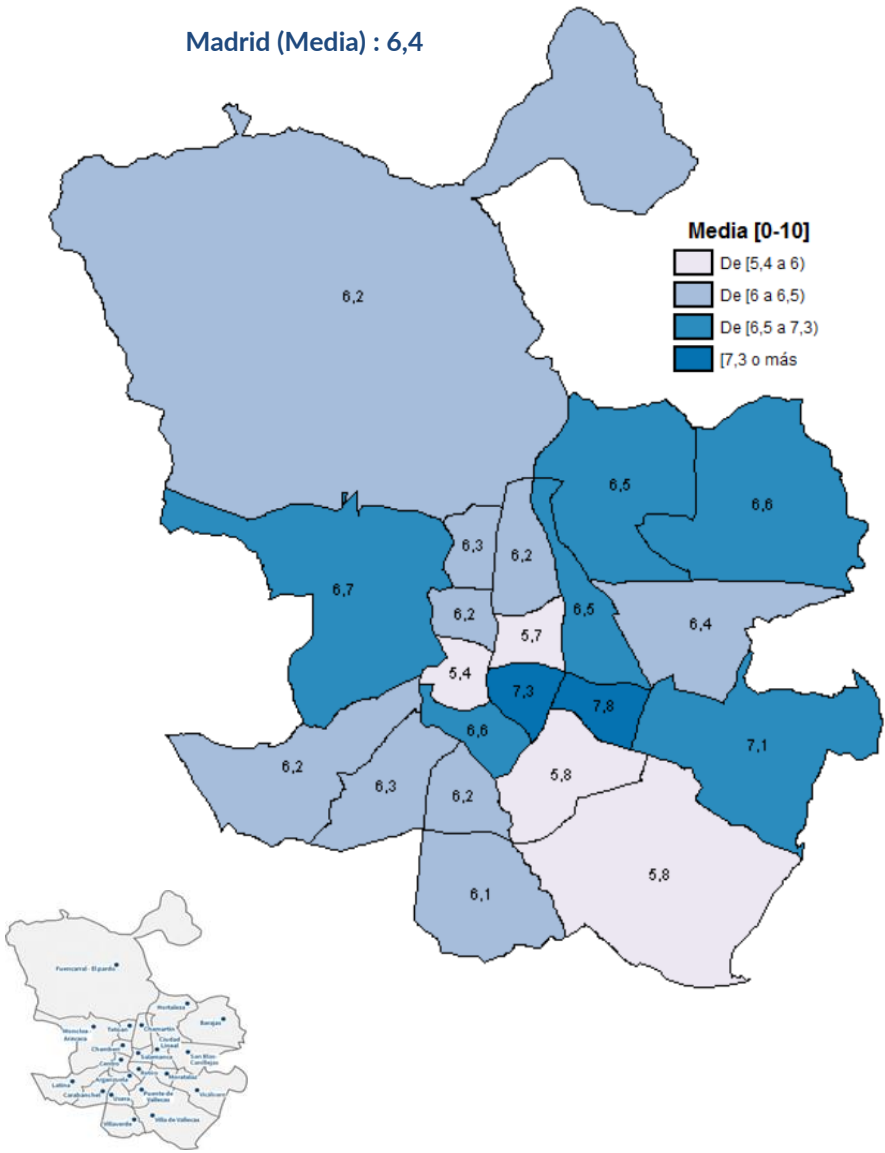 Madrid (Media) : 6,4
Media [0-10]
De [5,4 a 6)
De [6 a 6,5)
De [6,5 a 7,3)
[7,3 o más
6,2
6,5
6,6
6,3
6,2
6,7
6,2
6,5
6,4
5,7
5,4
7,3
7,8
6,6
7,1
6,2
5,8
6,3
6,2
5,8
6,1
Fuencarral - El pardo
Hortaleza
Barajas
Moncloa-
Aravaca
Tetuan
Chamartin
Ciudad
Lineal
Chamberi
Salamanca
San Blas-
Canillejas
Centro
Retiro
Moratalaz
Arganzuela
Latina
Carabanchel
Usera
Puente de
Vallecas
Vicálvaro
Villaverde
Villa de Vallecas